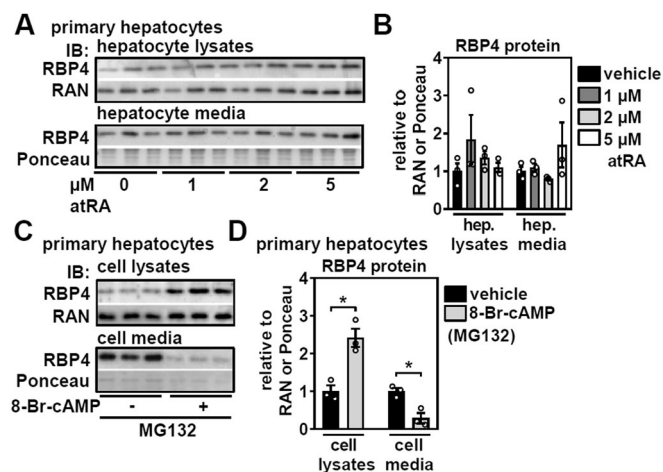 A primary hepatocytes
IB: hepatocyte lysates
RBP4
RAN
hepatocyte media
RBP4
Ponceau
µM 0 1 2 5
atRA
B
RBP4 protein
relative to
RAN or Ponceau
4
3
2
1
0
hep. hep.
lysates media
vehicle
1 µM
2 µM
5 µM
atRA
C primary hepatocytes
IB: cell lysates
RBP4
RAN
cell media
RBP4
Ponceau
8-Br-cAMP - +
MG132
D primary hepatocytes
RBP4 protein
relative to
RAN or Ponceau
4
3
2
1
0
* *
cell cell
lysates media
vehicle
8-Br-cAMP
(MG132)